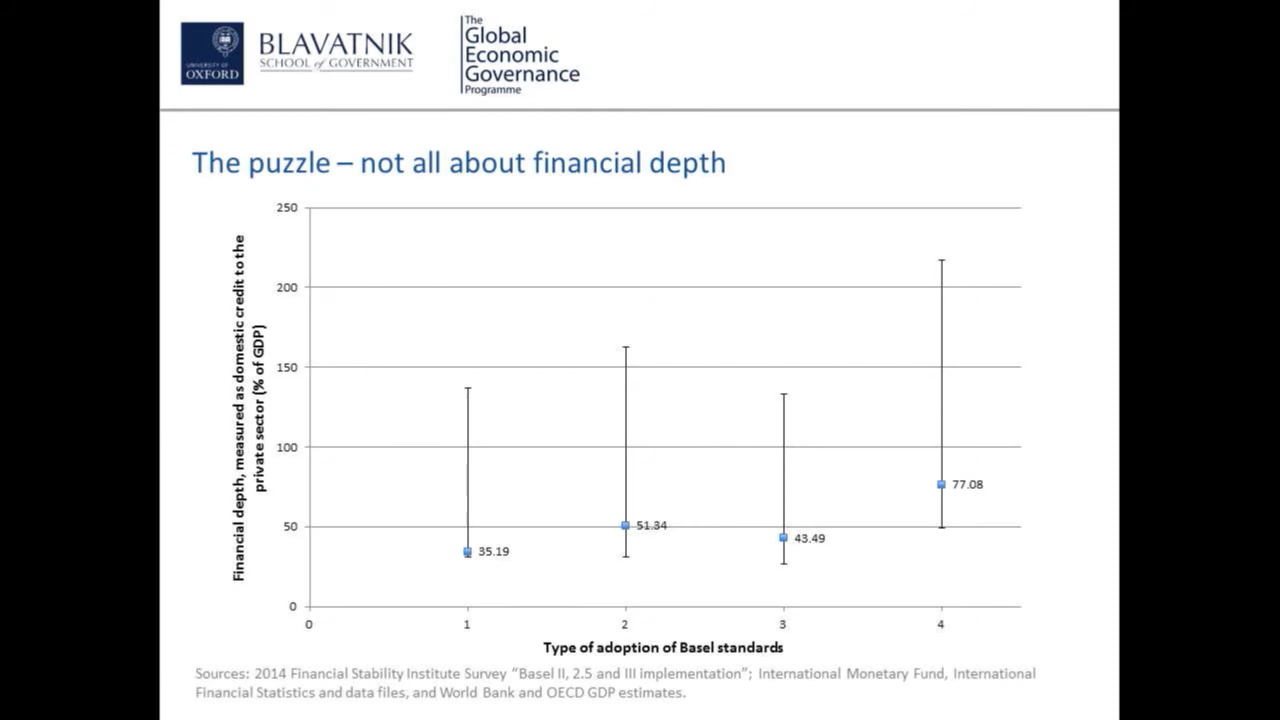 UNIVERSITY OF
OXFORD
BLAVATNIK
SCHOOL of GOVERNMENT
The
Global
Economic
Governance
Programme
The puzzle – not all about financial depth
Financial depth, measured as domestic credit to the
private sector (% of GDP)
250
200
150
100
50
0
35.19
51.34
43.49
77.08
0 1 2 3 4
Type of adoption of Basel standards
Sources: 2014 Financial Stability Institute Survey “Basel II, 2.5 and III implementation”; International Monetary Fund, International
Financial Statistics and data files, and World Bank and OECD GDP estimates.